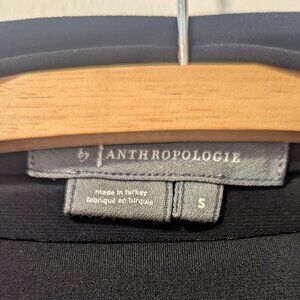 by ANTHROPOLOGIE
made in turkey
fabriqué en turquie
S